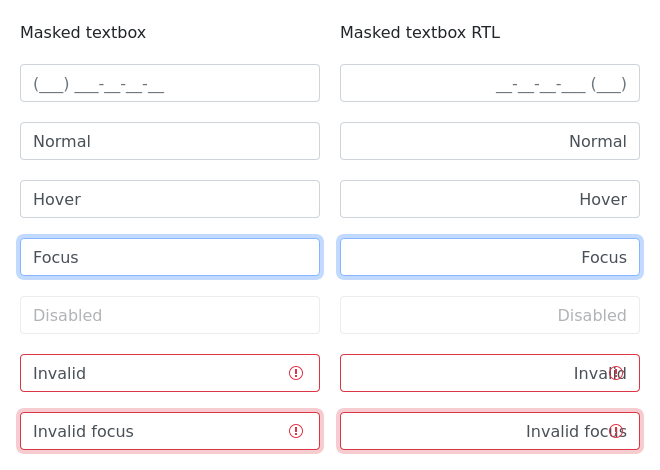 Masked textbox Masked textbox RTL
(___) ___-__-__-__ __-__-__-___ (___)
Normal Normal
Hover Hover
Focus Focus
Disabled Disabled
Invalid Invalid
Invalid focus Invalid focus